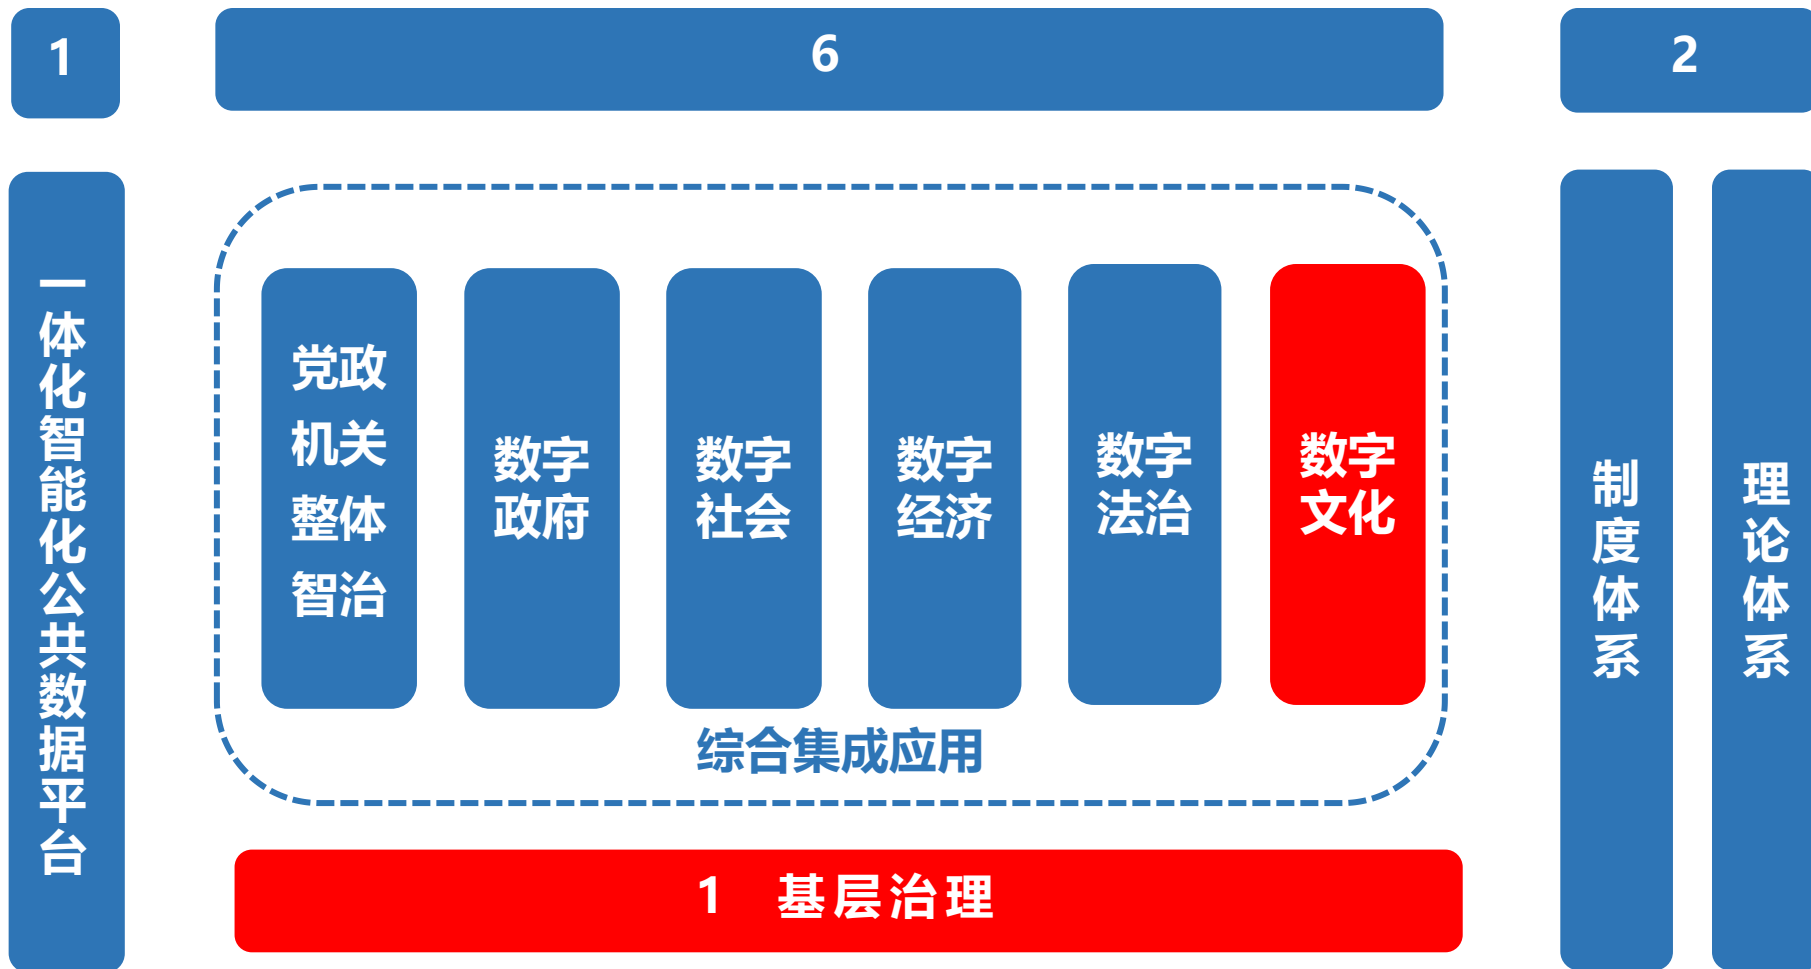 1
6
2
一体化智能化公共数据平台
党政
机关
整体
智治
数字
政府
数字
社会
数字
经济
数字
法治
数字
文化
综合集成应用
1 基层治理
制度体系
理论体系